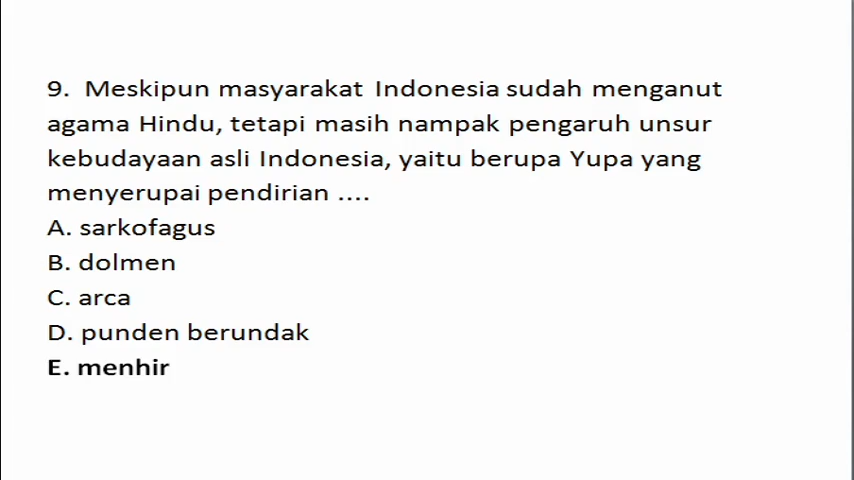 9. Meskipun masyarakat Indonesia sudah menganut
agama Hindu, tetapi masih nampak pengaruh unsur
kebudayaan asli Indonesia, yaitu berupa Yupa yang
menyerupai pendirian ....
A. sarkofagus
B. dolmen
C. arca
D. punden berundak
E. menhir